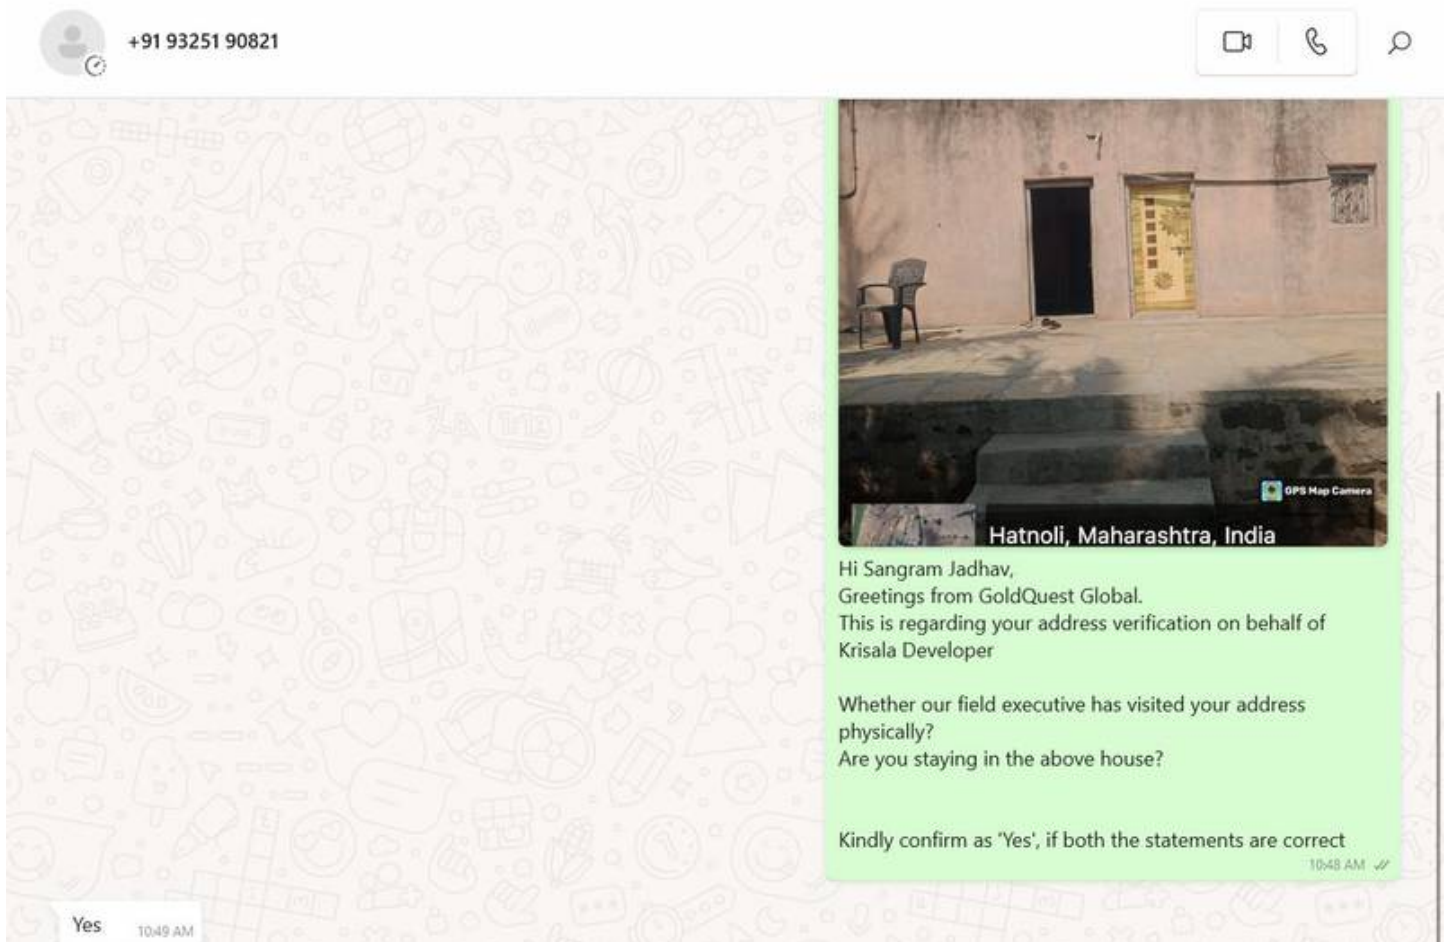 +91 93251 90821
GPS Map Camera
Hatnoli, Maharashtra, India
Hi Sangram Jadhav,
Greetings from GoldQuest Global.
This is regarding your address verification on behalf of
Krisala Developer
Whether our field executive has visited your address
physically?
Are you staying in the above house?
Kindly confirm as 'Yes', if both the statements are correct
10:48 AM
Yes
10:49 AM